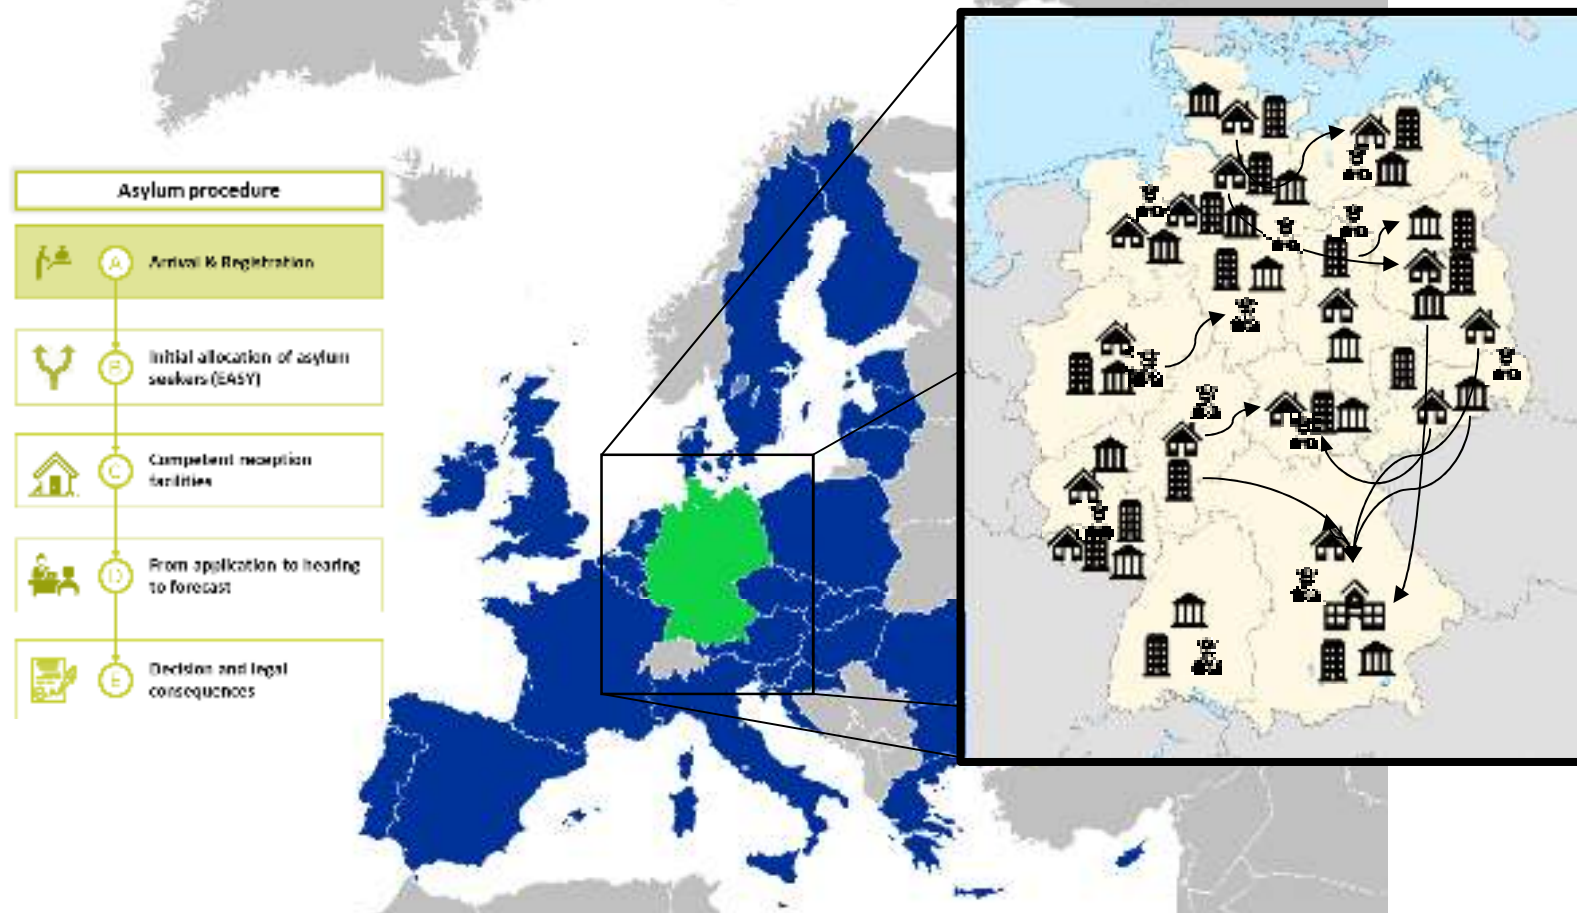 Asylum procedure
A
Arrival & Registration
B
Initial allocation of asylum
seekers (EASY)
C
Competent reception
facilities
D
From application to hearing
to forecast
E
Decision and legal
consequences